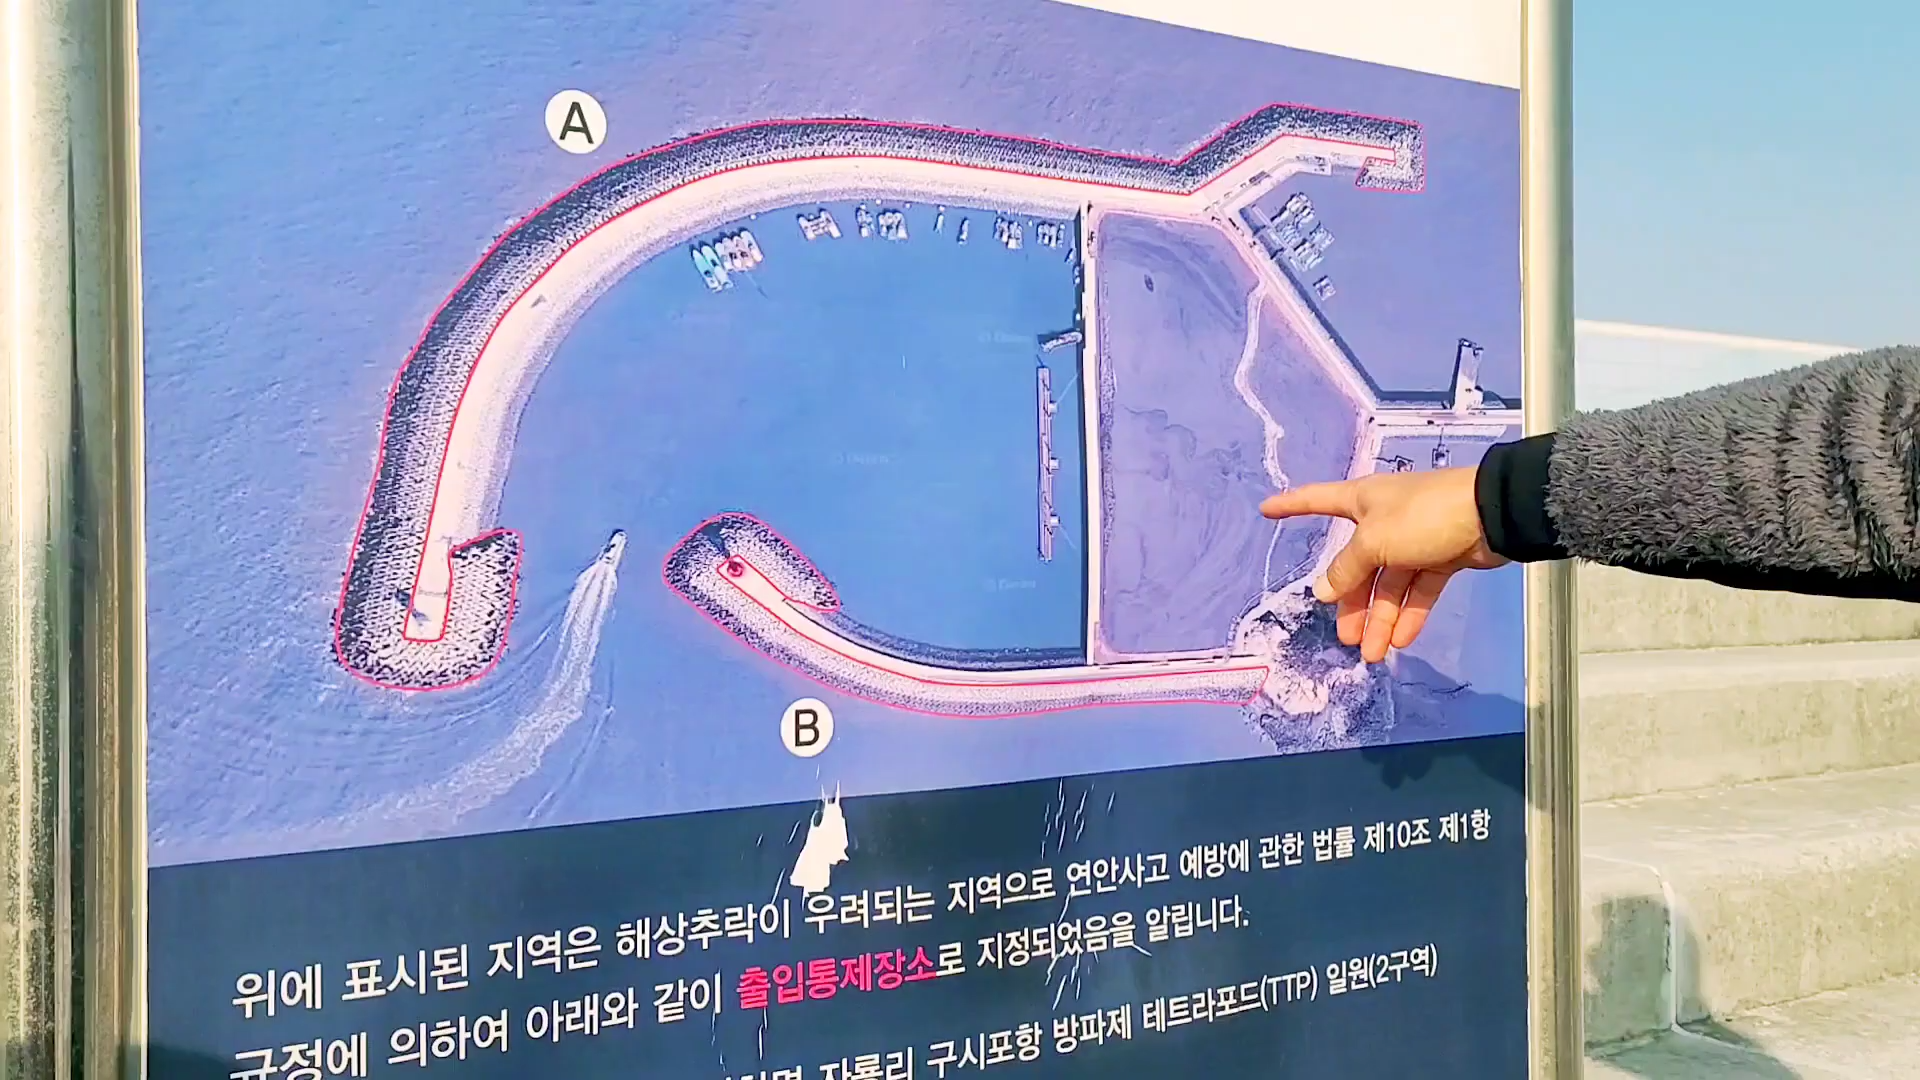 A
B
위에 표시된 지역은 해상추락이 우려되는 지역으로 연안사고 예방에 관한 법률 제10조 제1항
규정에 의하여 아래와 같이 출입통제장소로 지정되었음을 알립니다.
자룡리 구시포항 방파제 테트라포드(TTP) 일원(2구역)